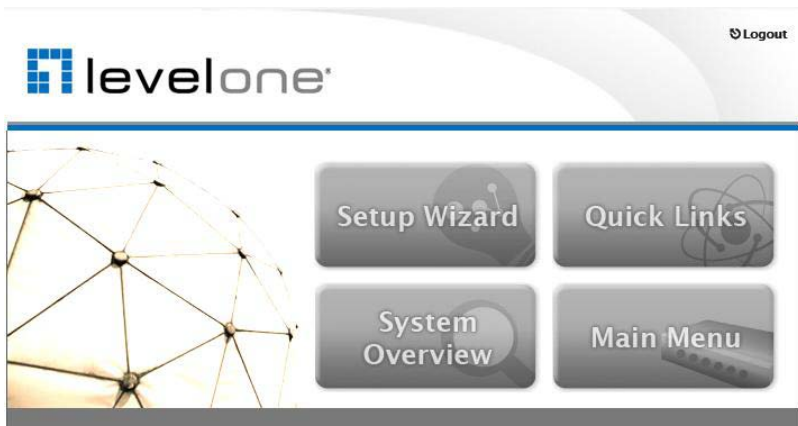 Logout
levelone
Setup Wizard
Quick Links
System
Overview
Main Menu